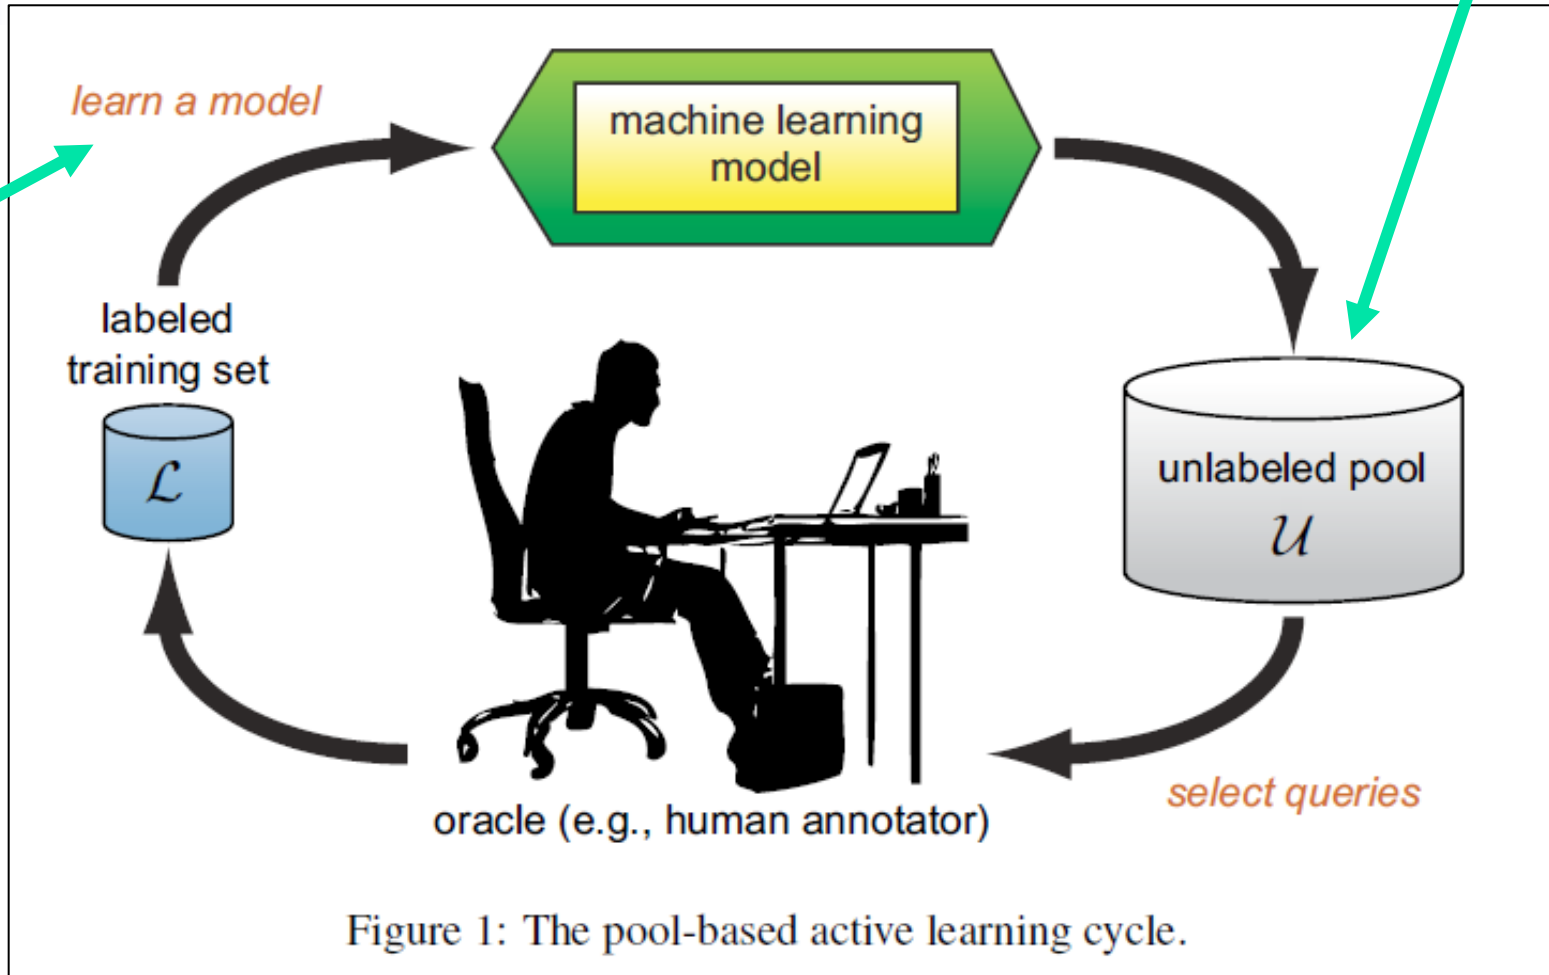 learn a model
machine learning
model
labeled
training set
ℒ
unlabeled pool
𝒰
select queries
oracle (e.g., human annotator)
Figure 1: The pool-based active learning cycle.